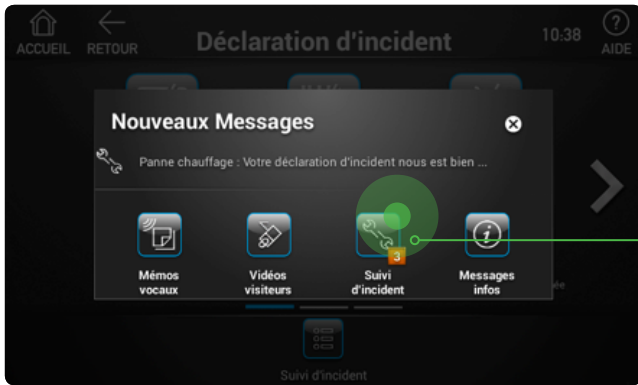 ACCUEIL
RETOUR
Déclaration d'incident
10:38
?
AIDE
Nouveaux Messages
Panne chauffage : Votre déclaration d'incident nous est bien ...
3
Mémos
vocaux
Vidéos
visiteurs
Suivi
d'incident
Messages
infos
ée
Suivi d'incident